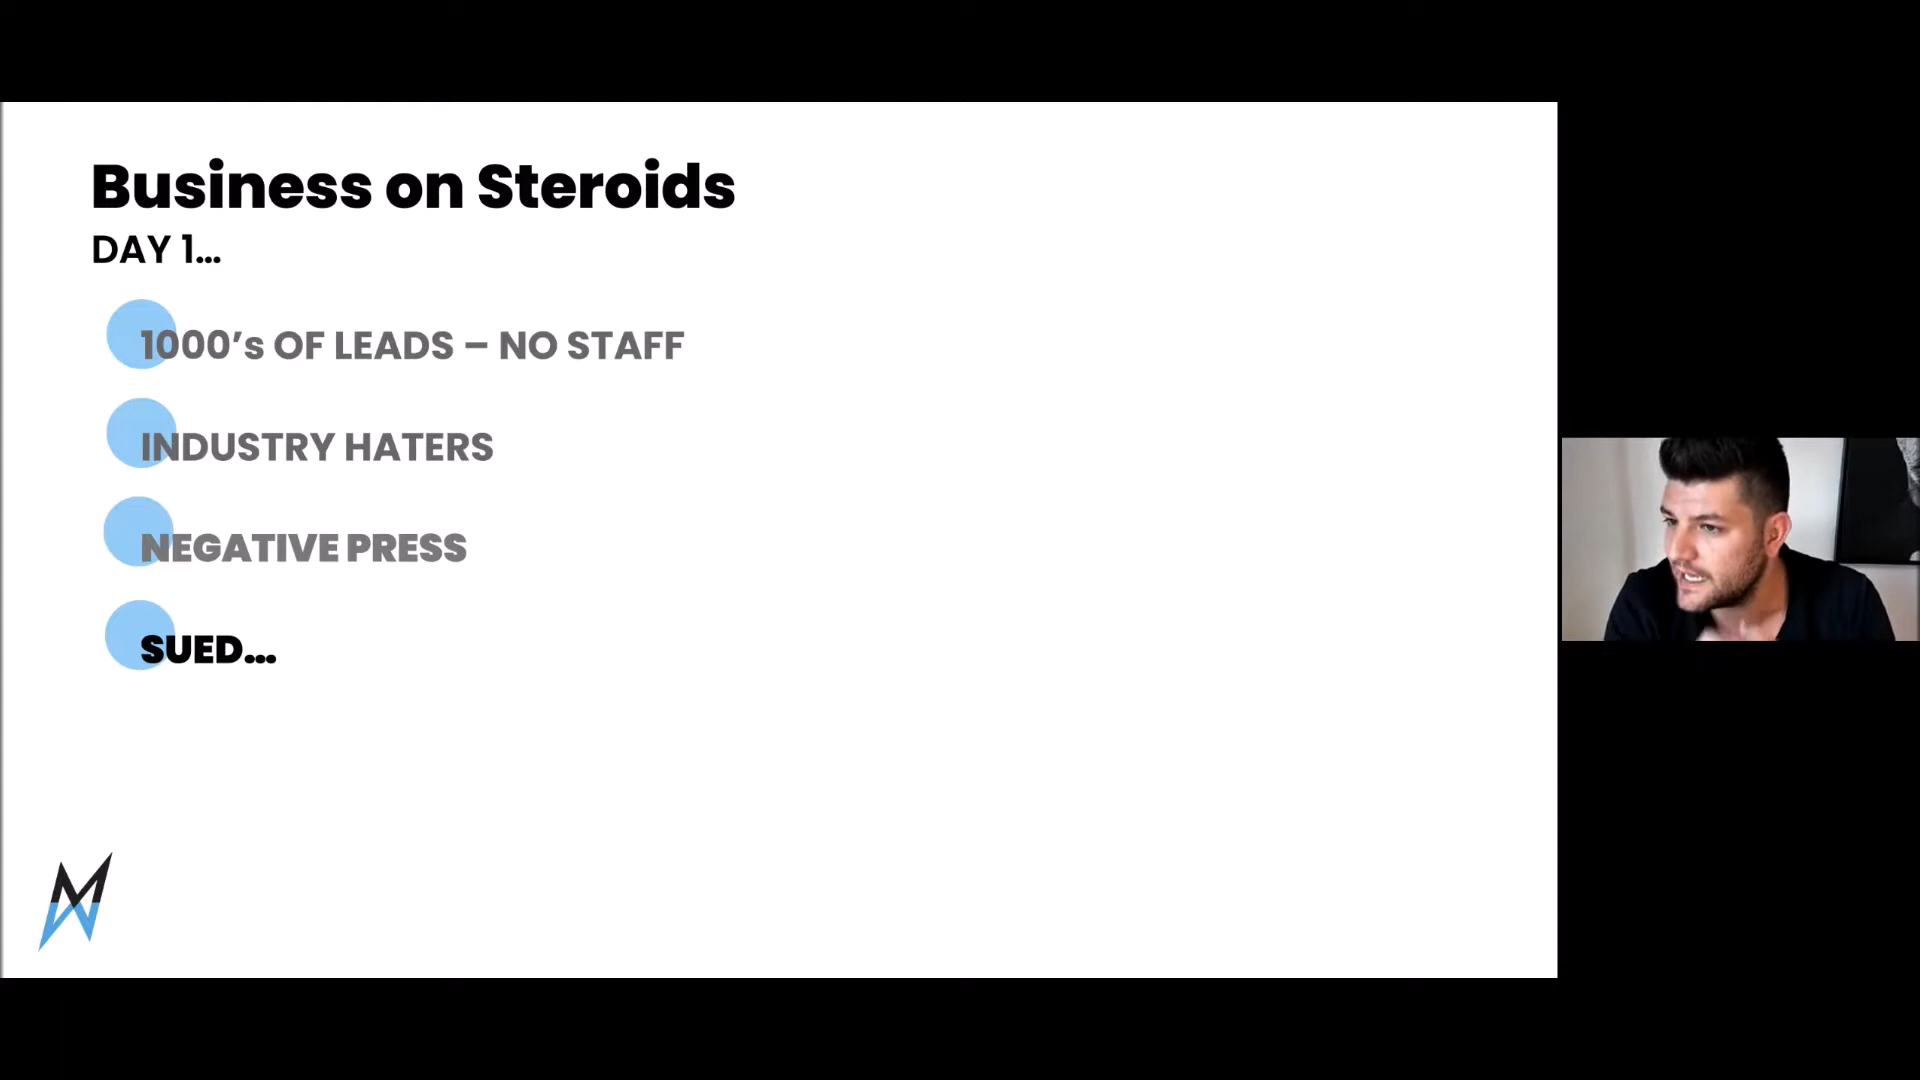 Business on Steroids
DAY 1...
1000’s OF LEADS – NO STAFF
INDUSTRY HATERS
NEGATIVE PRESS
SUED...